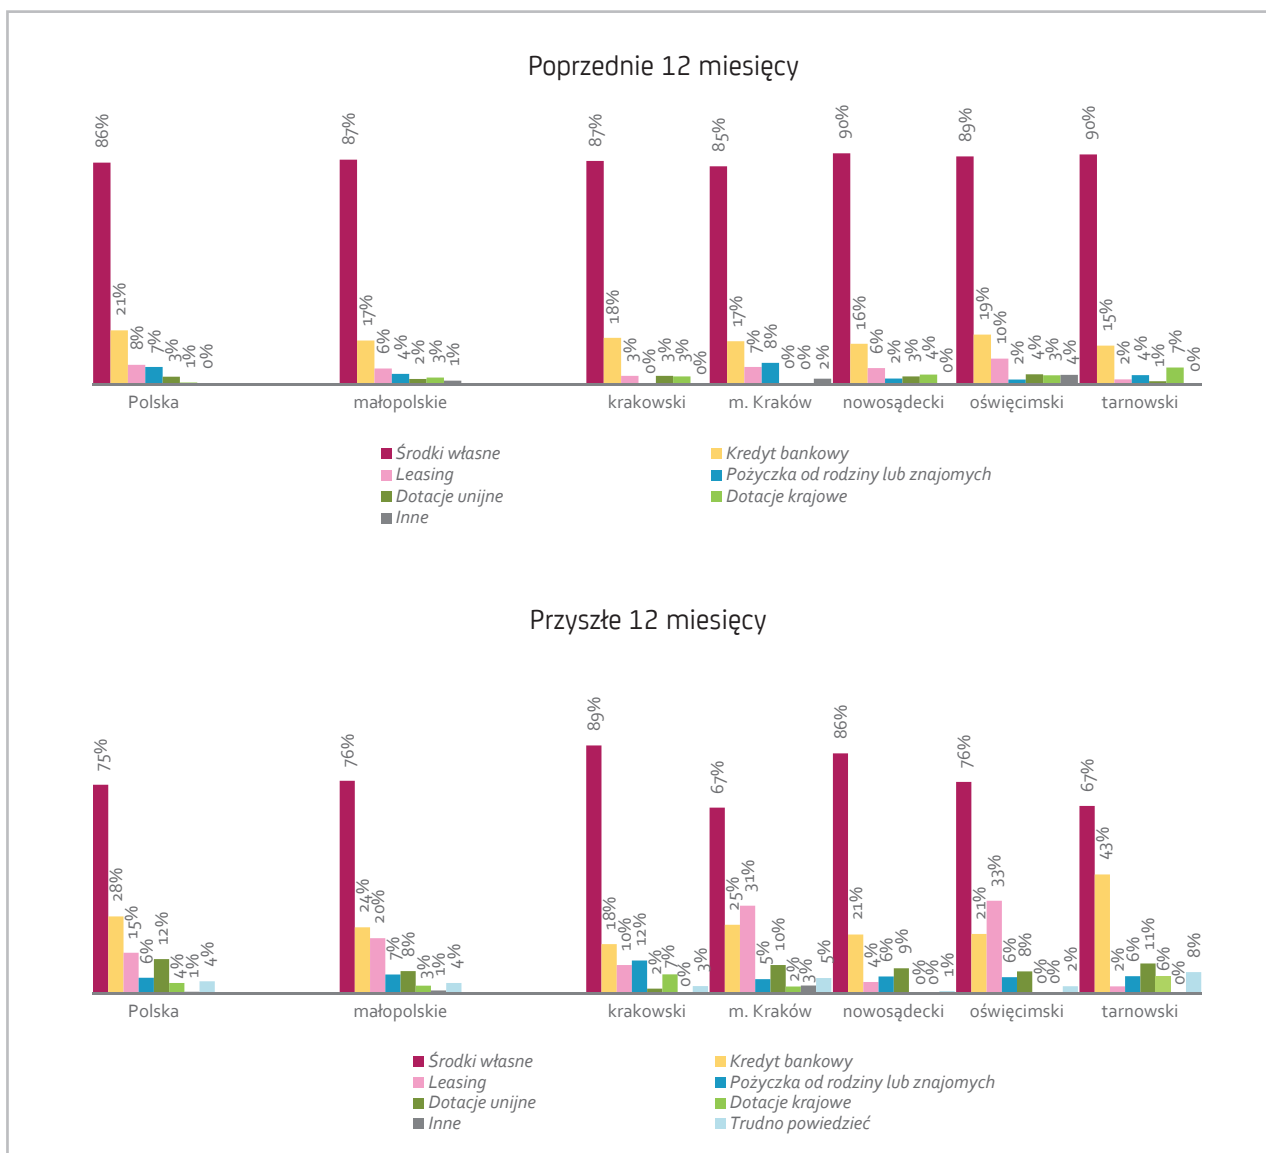 Poprzednie 12 miesięcy
86% 21% 8% 7% 3% 1% 0%
87% 17% 6% 4% 2% 3% 1%
87% 18% 3% 0% 3% 3% 0%
85% 17% 7% 8% 0% 0% 2%
90% 16% 6% 2% 3% 4% 0%
89% 19% 10% 2% 4% 3% 4%
90% 15% 2% 4% 1% 7% 0%
Polska małopolskie krakowski m. Kraków nowosądecki oświęcimski tarnowski
Środki własne Kredyt bankowy
Leasing Pożyczka od rodziny lub znajomych
Dotacje unijne Dotacje krajowe
Inne
Przyszłe 12 miesięcy
75% 28% 15% 6% 12% 4% 1% 4%
76% 24% 20% 7% 8% 3% 1% 4%
89% 18% 10% 12% 2% 7% 0% 3%
67% 25% 31% 5% 10% 2% 3% 5%
86% 21% 4% 6% 9% 0% 0% 1%
76% 21% 33% 6% 8% 0% 0% 2%
67% 43% 2% 6% 11% 6% 0% 8%
Polska małopolskie krakowski m. Kraków nowosądecki oświęcimski tarnowski
Środki własne Kredyt bankowy
Leasing Pożyczka od rodziny lub znajomych
Dotacje unijne Dotacje krajowe
Inne Trudno powiedzieć